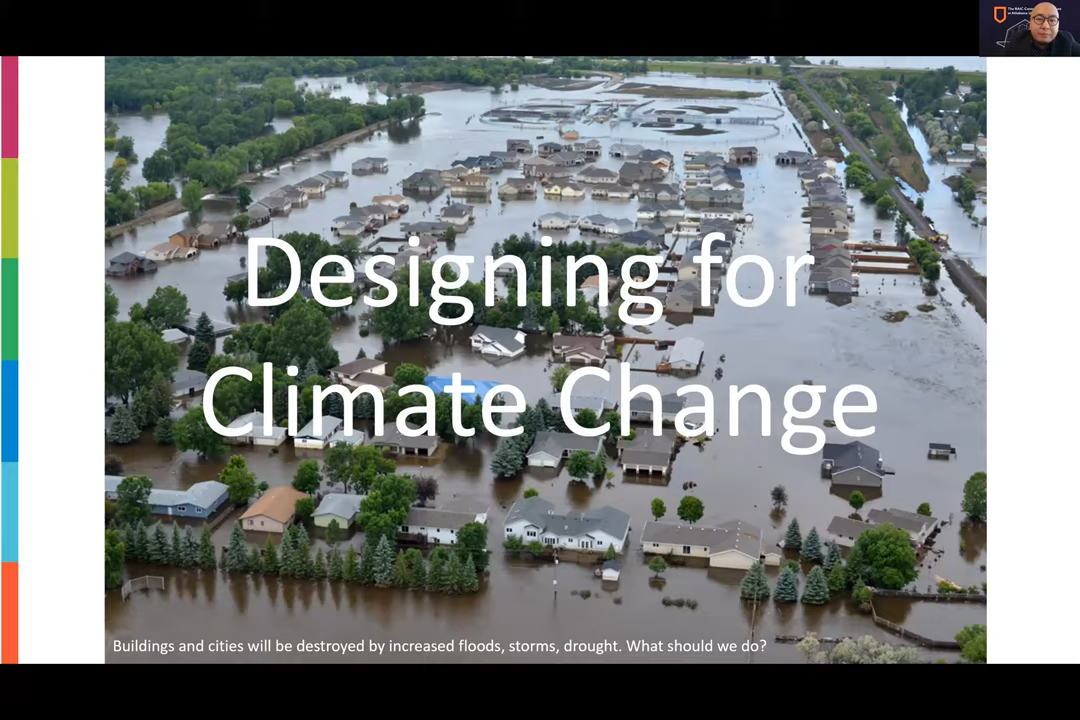 Designing for
Climate Change
Buildings and cities will be destroyed by increased floods, storms, drought. What should we do?